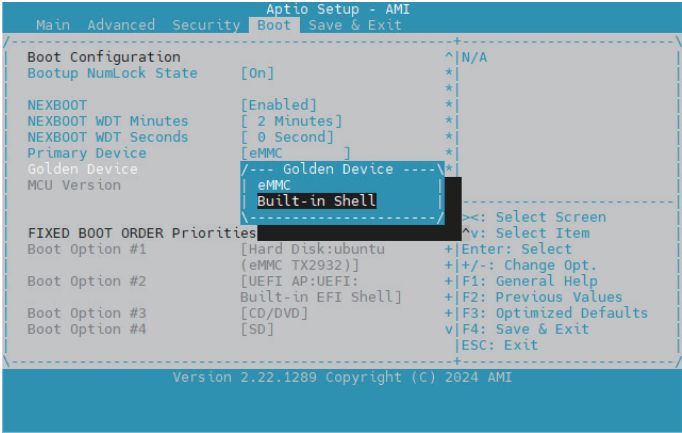 Aptio Setup - AMI
Main Advanced Security Boot Save & Exit
/----------------------------------------------------+--------------------------\
Boot Configuration ^|N/A
Bootup NumLock State [On] *|
*|
NEXBOOT [Enabled] *|
NEXBOOT WDT Minutes [ 2 Minutes] *|
NEXBOOT WDT Seconds [ 0 Second] *|
Primary Device [eMMC ] *|
Golden Device /--- Golden Device ----\*|
MCU Version | eMMC |
| Built-in Shell |
\----------------------/
><: Select Screen
FIXED BOOT ORDER Priorities ^v: Select Item
Boot Option #1 [Hard Disk:ubuntu +|Enter: Select
(eMMC TX2932)] +|+/-: Change Opt.
Boot Option #2 [UEFI AP:UEFI: +|F1: General Help
Built-in EFI Shell] +|F2: Previous Values
Boot Option #3 [CD/DVD] +|F3: Optimized Defaults
Boot Option #4 [SD] v|F4: Save & Exit
|ESC: Exit
\----------------------------------------------------+--------------------------/
Version 2.22.1289 Copyright (C) 2024 AMI